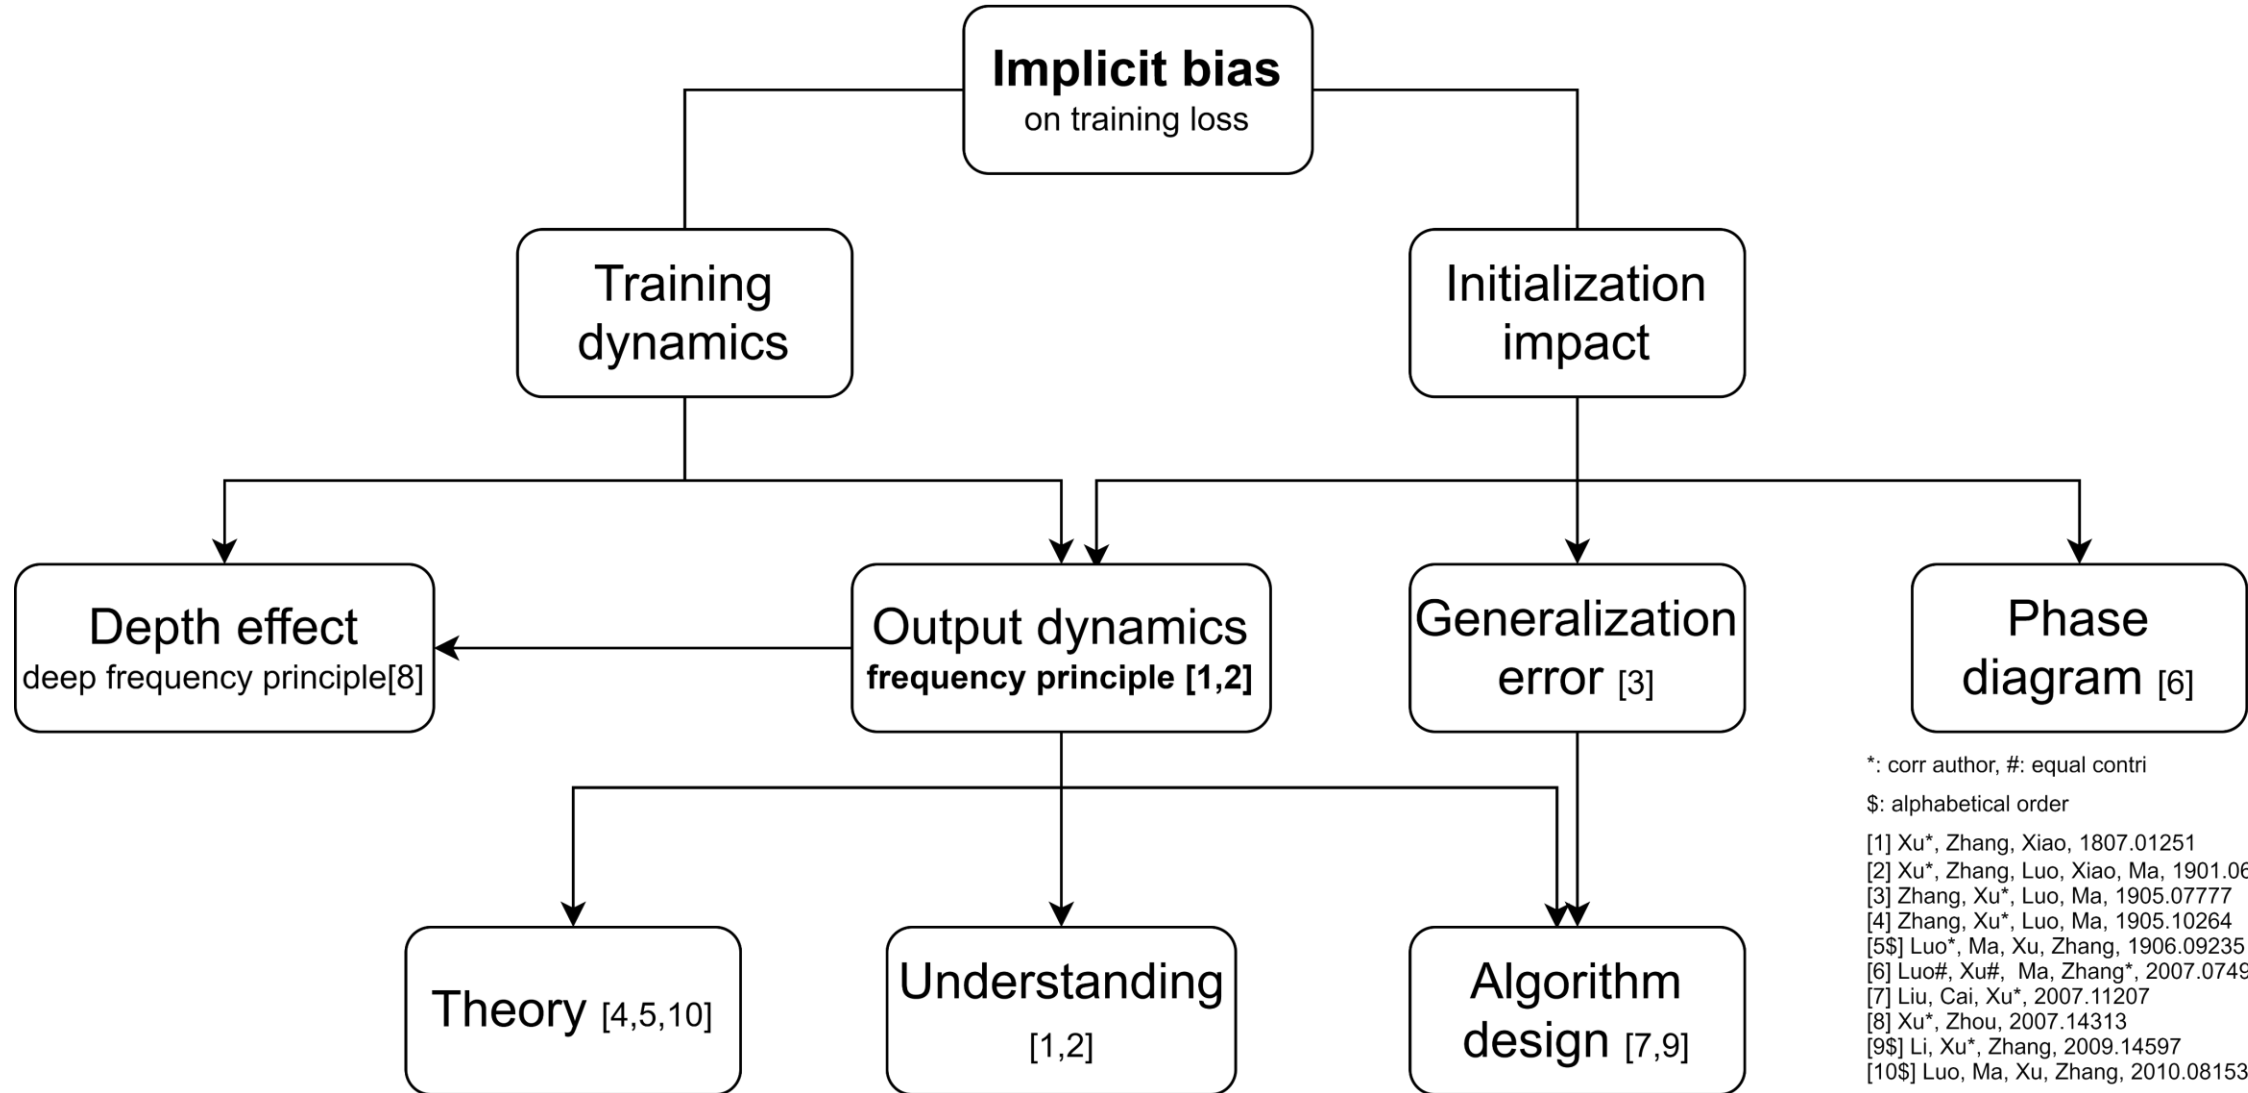 Implicit bias
on training loss
Training
dynamics
Initialization
impact
Depth effect
deep frequency principle[8]
Output dynamics
frequency principle [1,2]
Generalization
error [3]
Phase
diagram [6]
Theory [4,5,10]
Understanding
[1,2]
Algorithm
design [7,9]
*: corr author, #: equal contri
$: alphabetical order
[1] Xu*, Zhang, Xiao, 1807.01251
[2] Xu*, Zhang, Luo, Xiao, Ma, 1901.06
[3] Zhang, Xu*, Luo, Ma, 1905.07777
[4] Zhang, Xu*, Luo, Ma, 1905.10264
[5$] Luo*, Ma, Xu, Zhang, 1906.09235
[6] Luo#, Xu#, Ma, Zhang*, 2007.0749
[7] Liu, Cai, Xu*, 2007.11207
[8] Xu*, Zhou, 2007.14313
[9$] Li, Xu*, Zhang, 2009.14597
[10$] Luo, Ma, Xu, Zhang, 2010.08153